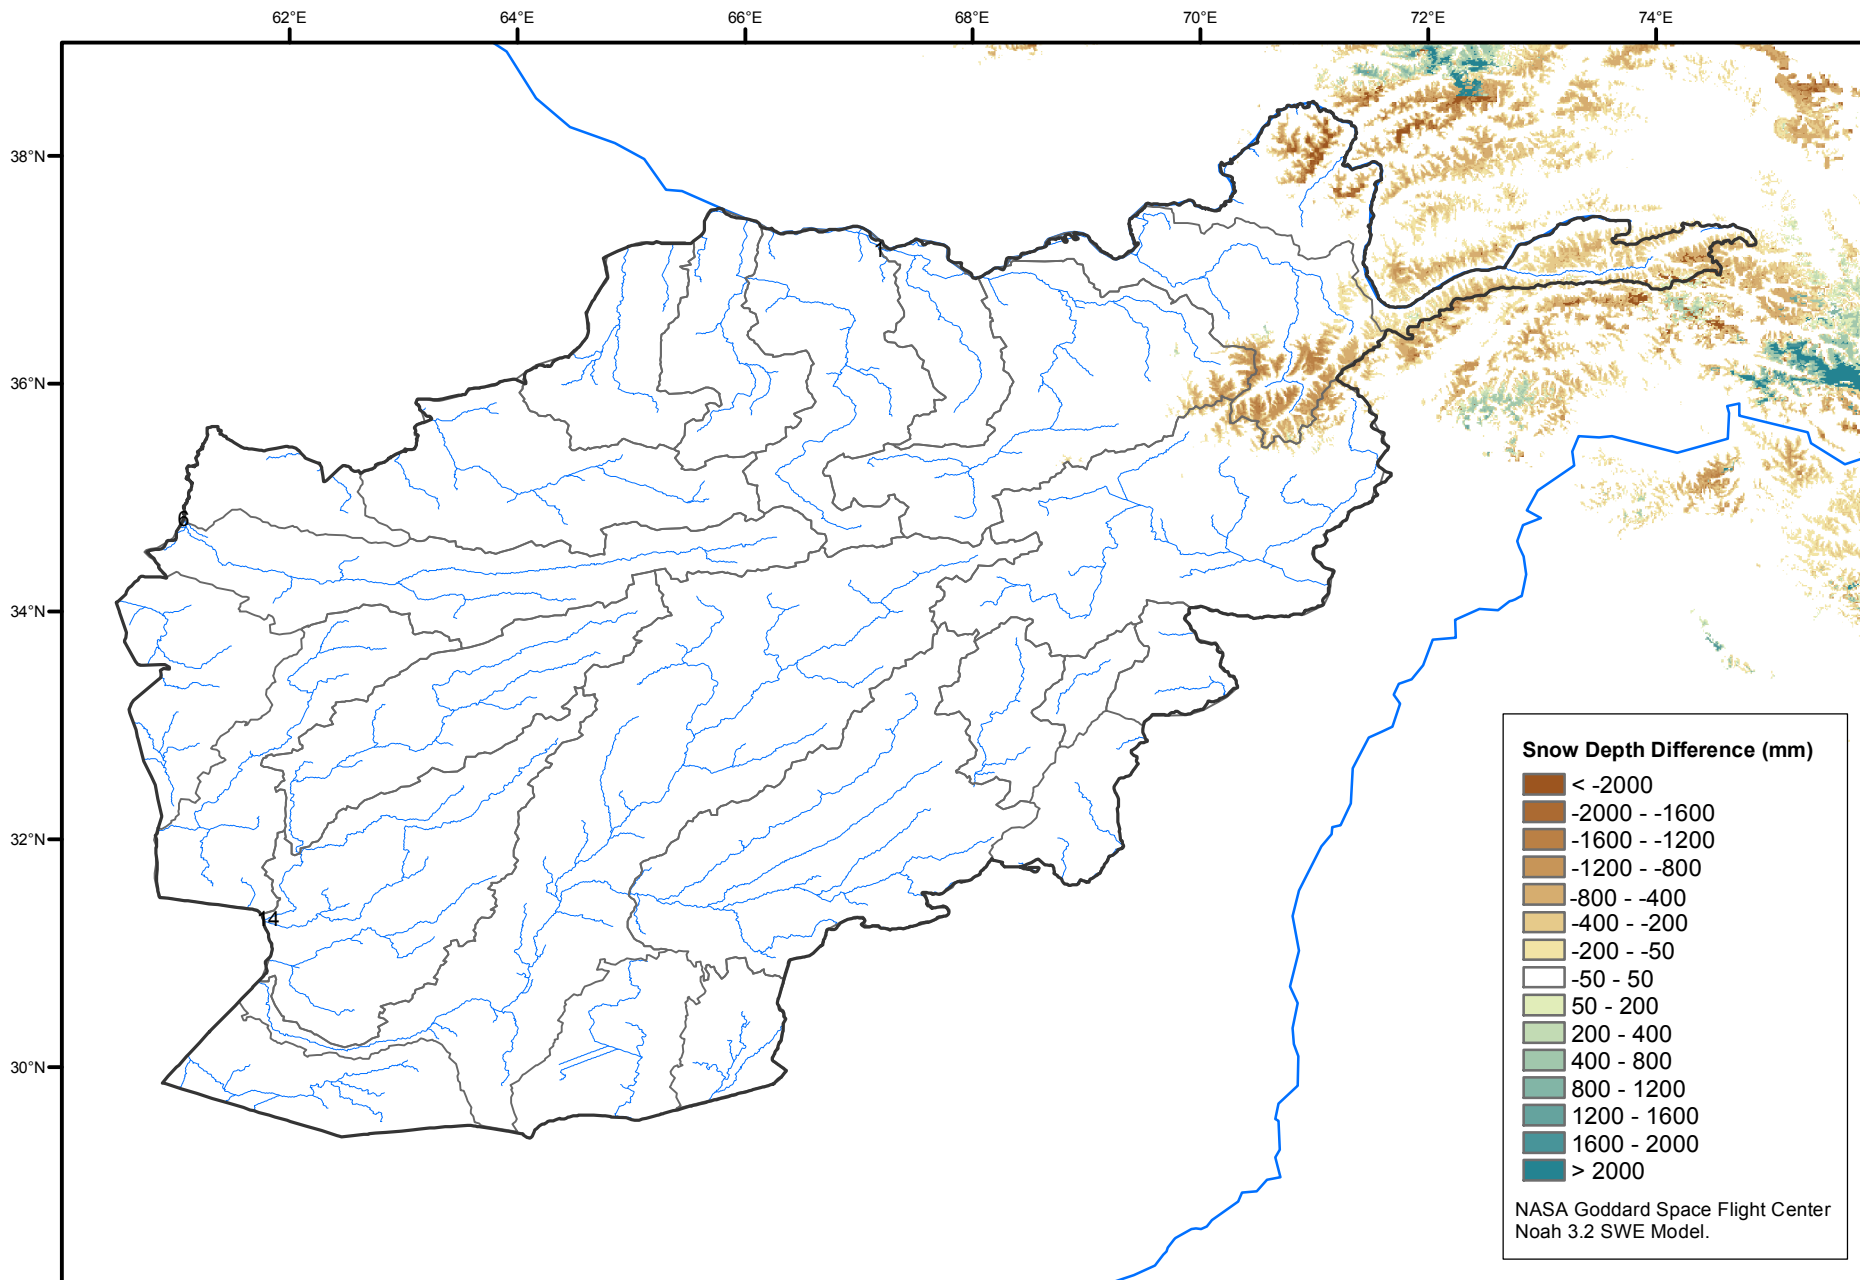 62°E 64°E 66°E 68°E 70°E 72°E 74°E
38°N
1
36°N
6
34°N
32°N
14
30°N
Snow Depth Difference (mm)
< -2000
-2000 - -1600
-1600 - -1200
-1200 - -800
-800 - -400
-400 - -200
-200 - -50
-50 - 50
50 - 200
200 - 400
400 - 800
800 - 1200
1200 - 1600
1600 - 2000
> 2000
NASA Goddard Space Flight Center
Noah 3.2 SWE Model.